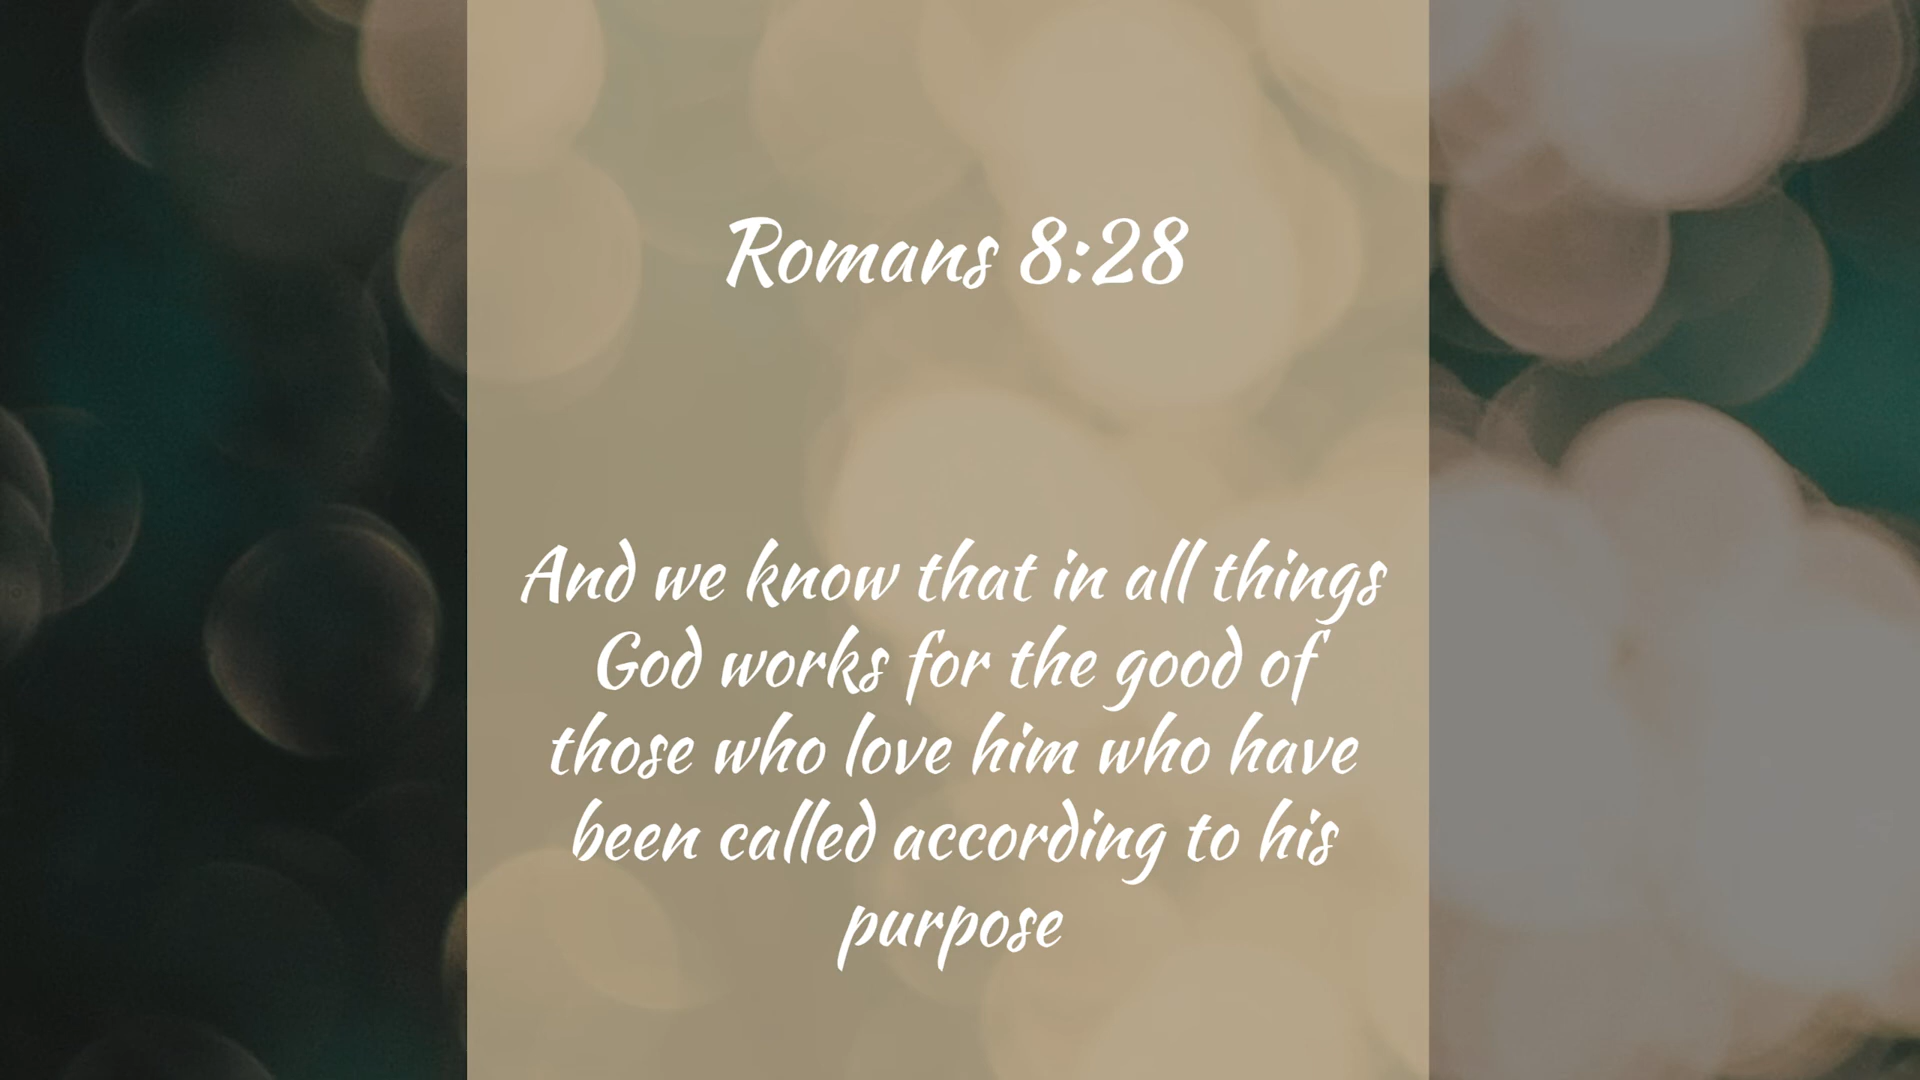 Romans 8:28
And we know that in all things
God works for the good of
those who love him who have
been called according to his
purpose